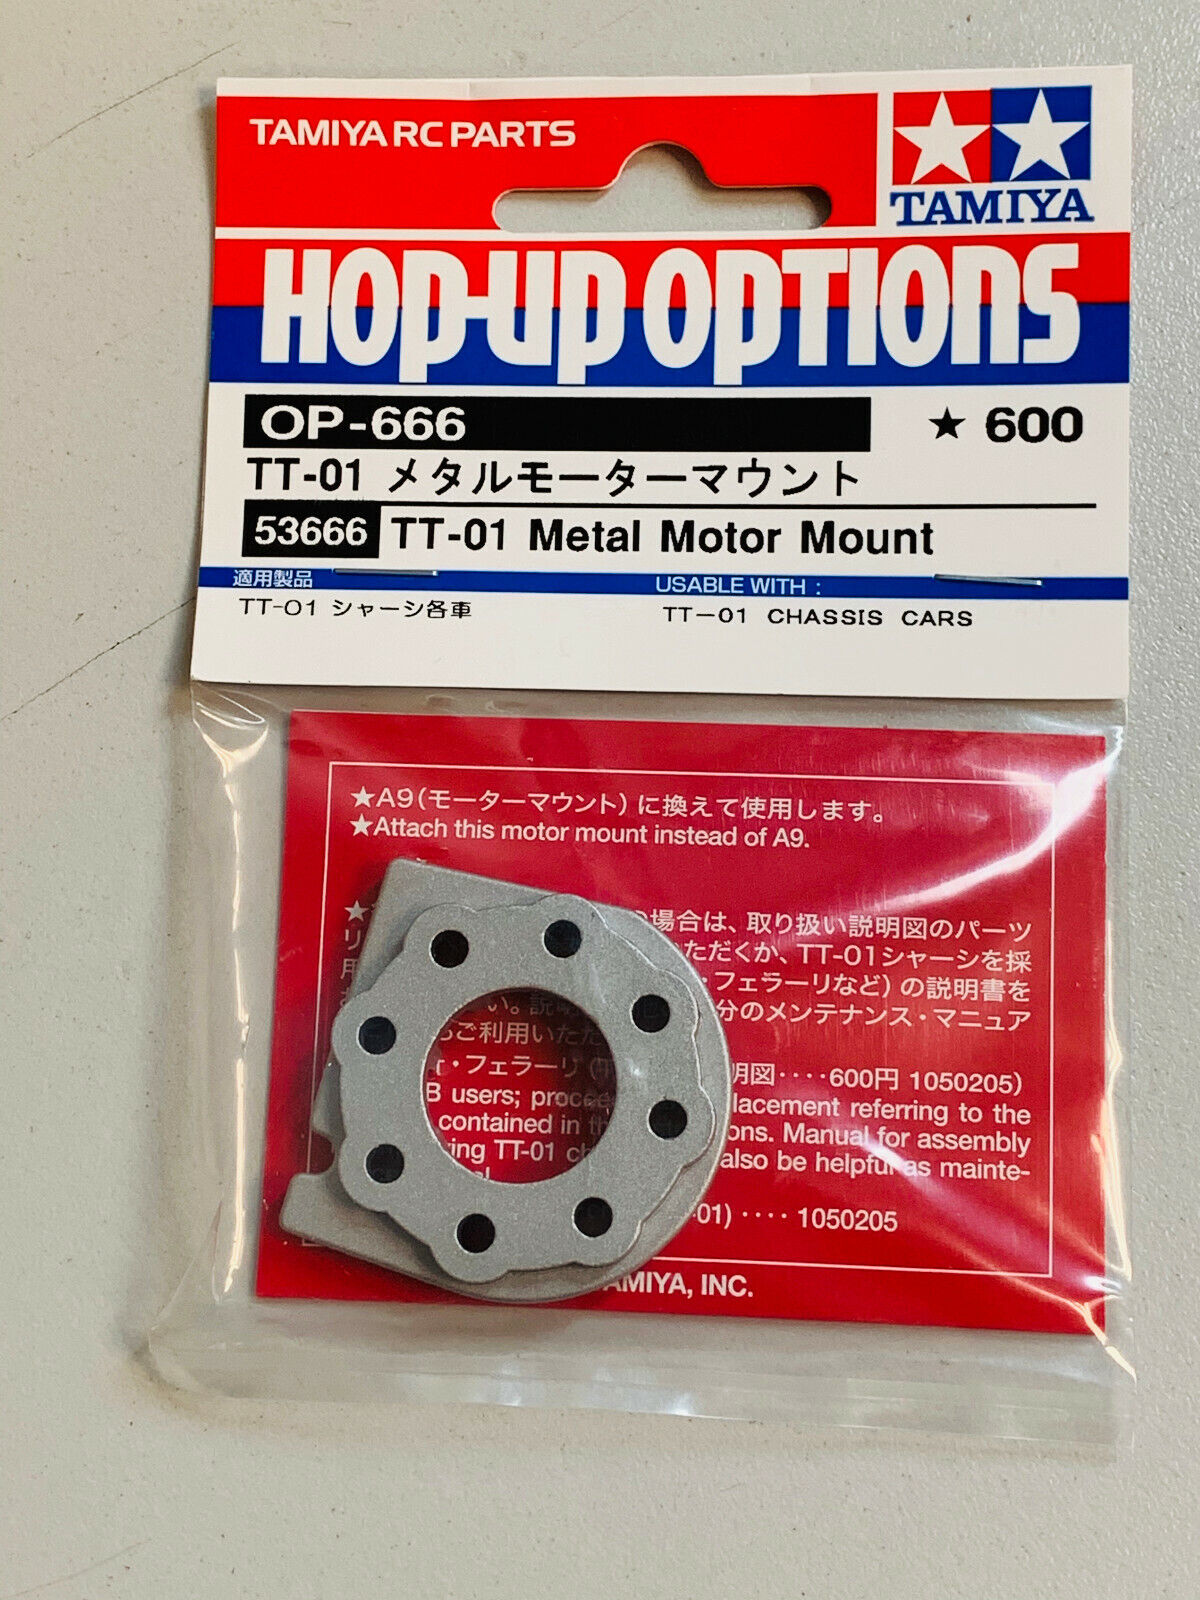 TAMIYA RC PARTS
TAMIYA
HOP-UP OPTIONS
OP-666
★ 600
TT-01 メタルモーターマウント
53666 TT-01 Metal Motor Mount
適用製品
USABLE WITH :
TT-01 シャーシ各車
TT-01 CHASSIS CARS
★A9(モーターマウント)に換えて使用します。
★Attach this motor mount instead of A9.
★
場合は、取り扱い説明図のパーツ
リ ただくか、TT-01シャーシを採
用 ・フェラーリなど)の説明書を
い。説明 分のメンテナンス・マニュア
ご利用いただ
・フェラーリ 明図‥‥600円 1050205)
B users; lacement referring to the
contained in ons. Manual for assembly
TT-01 also be helpful as mainte-
-01) ‥‥ 1050205
AMIYA, INC.